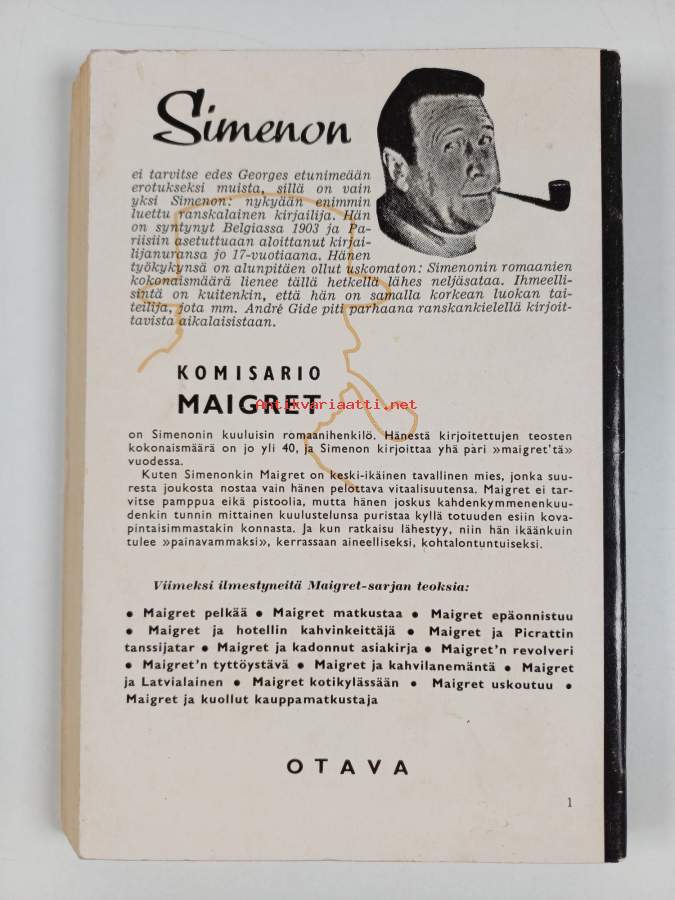 Simenon
ei tarvitse edes Georges etunimeään
erotukseksi muista, sillä on vain
yksi Simenon: nykyään enimmin
luettu ranskalainen kirjailija. Hän
on syntynyt Belgiassa 1903 ja Pa-
riisiin asetuttuaan aloittanut kirjai-
lijanuransa jo 17-vuotiaana. Hänen
työkykynsä on alunpitäen ollut uskomaton: Simenonin romaanien
kokonaismäärä lienee tällä hetkellä lähes neljäsataa. Ihmeelli-
sintä on kuitenkin, että hän on samalla korkean luokan tai-
teilija, jota mm. André Gide piti parhaana ranskankielellä kirjoit-
tavista aikalaisistaan.
KOMISARIO
MAIGRET
Antikvariaatti.net
on Simenonin kuuluisin romaanihenkilö. Hänestä kirjoitettujen teosten
kokonaismäärä on jo yli 40, ja Simenon kirjoittaa yhä pari »maigret'tä»
vuodessa.
Kuten Simenonkin Maigret on keski-ikäinen tavallinen mies, jonka suu-
resta joukosta nostaa vain hänen pelottava vitaalisuutensa. Maigret ei tar-
vitse pamppua eikä pistoolia, mutta hänen joskus kahdenkymmenenkuu-
denkin tunnin mittainen kuulustelunsa puristaa kyllä totuuden esiin kova-
pintaisimmastakin konnasta. Ja kun ratkaisu lähestyy, niin hän ikäänkuin
tulee »painavammaksi», kerrassaan aineelliseksi, kohtalontuntuiseksi.
Viimeksi ilmestyneitä Maigret-sarjan teoksia:
• Maigret pelkää • Maigret matkustaa • Maigret epäonnistuu
• Maigret ja hotellin kahvinkeittäjä • Maigret ja Picrattin
tanssijatar • Maigret ja kadonnut asiakirja • Maigret'n revolveri
• Maigret'n tyttöystävä • Maigret ja kahvilanemäntä • Maigret
ja Latvialainen • Maigret kotikylässään • Maigret uskoutuu •
Maigret ja kuollut kauppamatkustaja
OTAVA
1